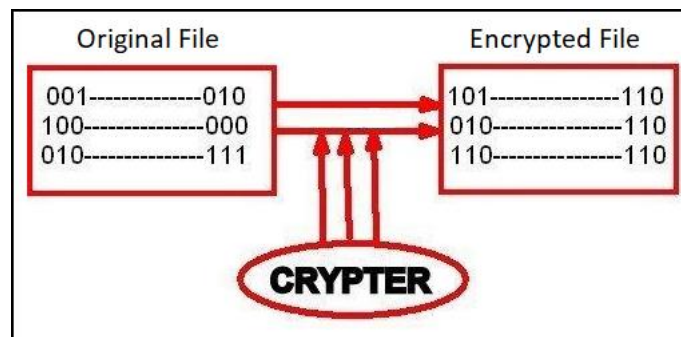 Original File
Encrypted File
001--------------010
100--------------000
010--------------111
101--------------110
010--------------110
110--------------110
CRYPTER